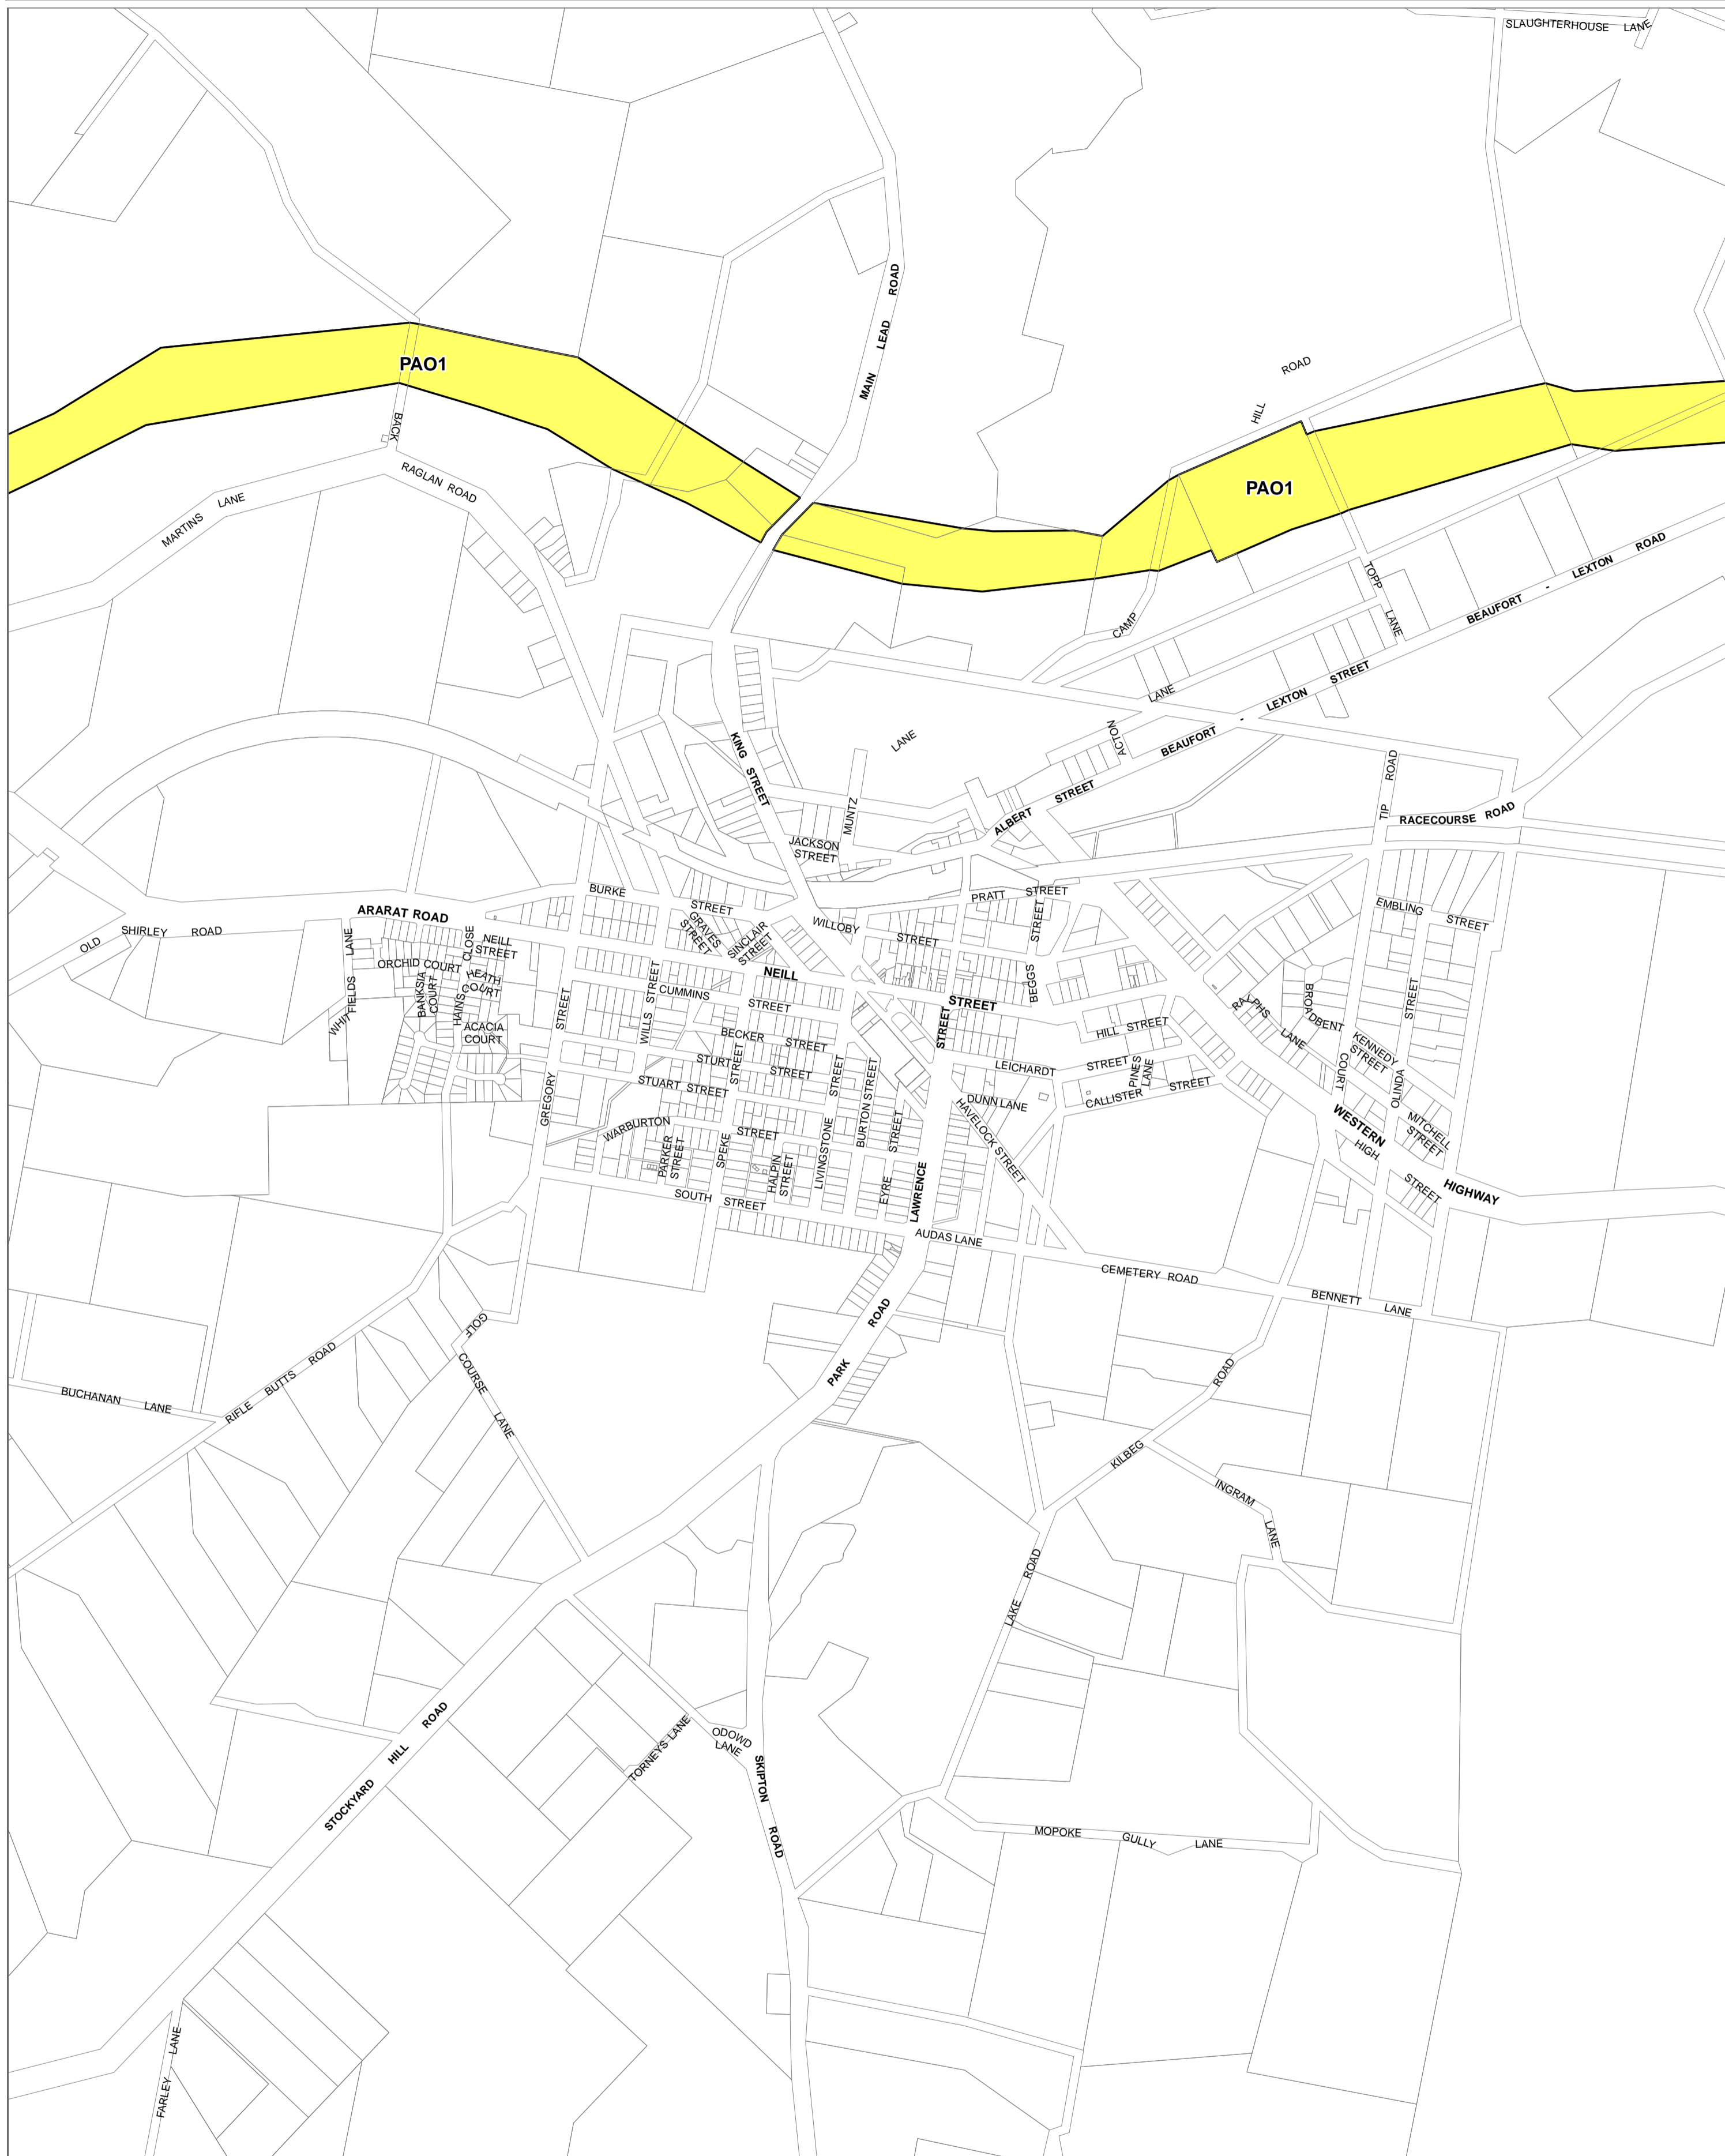 SLAUGHTERHOUSE LANE
MAIN LEAD ROAD
PAO1
HILL ROAD
BACK
RAGLAN ROAD
MARTINS LANE
PAO1
TOPP LANE
BEAUFORT - LEXTON ROAD
CAMP
LANE
BEAUFORT - LEXTON STREET
ACTON
LANE
KING STREET
ALBERT STREET
TIP ROAD
RACECOURSE ROAD
MUNTZ
JACKSON
STREET
BURKE
STREET
PRATT STREET
ARARAT ROAD
GRAVES
STREET
SINCLAIR
STREET
WILLOBY
STREET
EMBLING STREET
OLD SHIRLEY ROAD
WHITFIELDS LANE
HAINS CLOSE
NEILL
STREET
ORCHID COURT
HEATH
COURT
BANKSIA
COURT
ACACIA
COURT
NEILL
STREET
BEGGS STREET
CUMMINS
STREET
WILLS STREET
GREGORY STREET
BECKER STREET
HILL STREET
RALPHS LANE
BROADBENT
COURT
KENNEDY
STREET
OLINDA STREET
STURT
STREET
STUART STREET
LEICHARDT STREET
PINES
LANE
CALLISTER STREET
DUNN LANE
HAVELOCK STREET
WARBURTON
STREET
PARKER
STREET
SPEKE STREET
HALPIN
STREET
LIVINGSTONE STREET
BURTON STREET
EYRE STREET
LAWRENCE STREET
WESTERN HIGHWAY
HIGH STREET
MITCHELL
STREET
SOUTH STREET
AUDAS LANE
CEMETERY ROAD
BENNETT LANE
GOLF COURSE LANE
PARK ROAD
RIFLE BUTTS ROAD
BUCHANAN LANE
KILBEG ROAD
INGRAM LANE
LAKE ROAD
STOCKYARD HILL ROAD
TORNEYS LANE
ODOWD
LANE
SKIPTON ROAD
MOPOKE GULLY LANE
FARLEY LANE